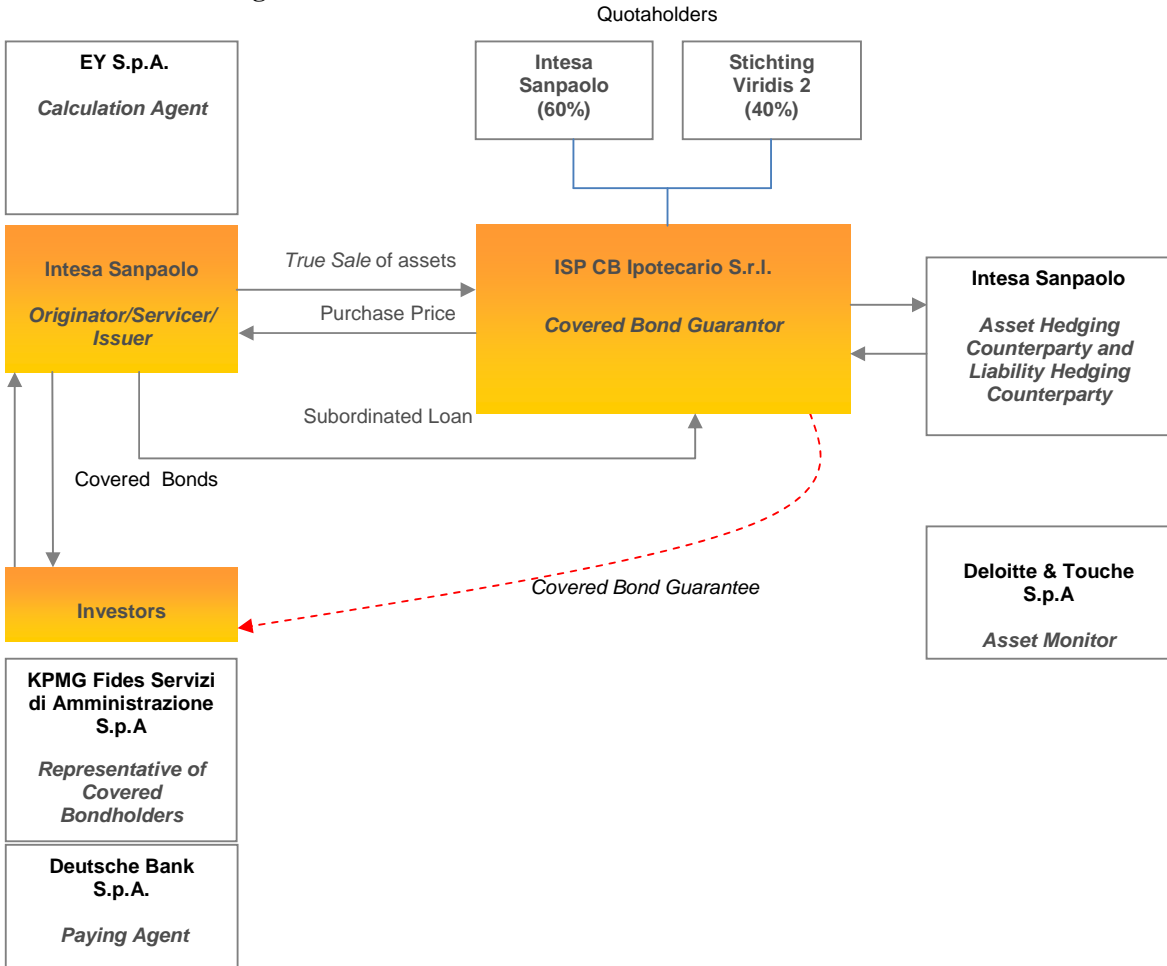 Quotaholders
EY S.p.A.
Calculation Agent
Intesa
Sanpaolo
(60%)
Stichting
Viridis 2
(40%)
Intesa Sanpaolo
Originator/Servicer/
Issuer
True Sale of assets
Purchase Price
ISP CB Ipotecario S.r.l.
Covered Bond Guarantor
Intesa Sanpaolo
Asset Hedging
Counterparty and
Liability Hedging
Counterparty
Subordinated Loan
Covered Bonds
Investors
Covered Bond Guarantee
Deloitte & Touche
S.p.A
Asset Monitor
KPMG Fides Servizi
di Amministrazione
S.p.A
Representative of
Covered
Bondholders
Deutsche Bank
S.p.A.
Paying Agent